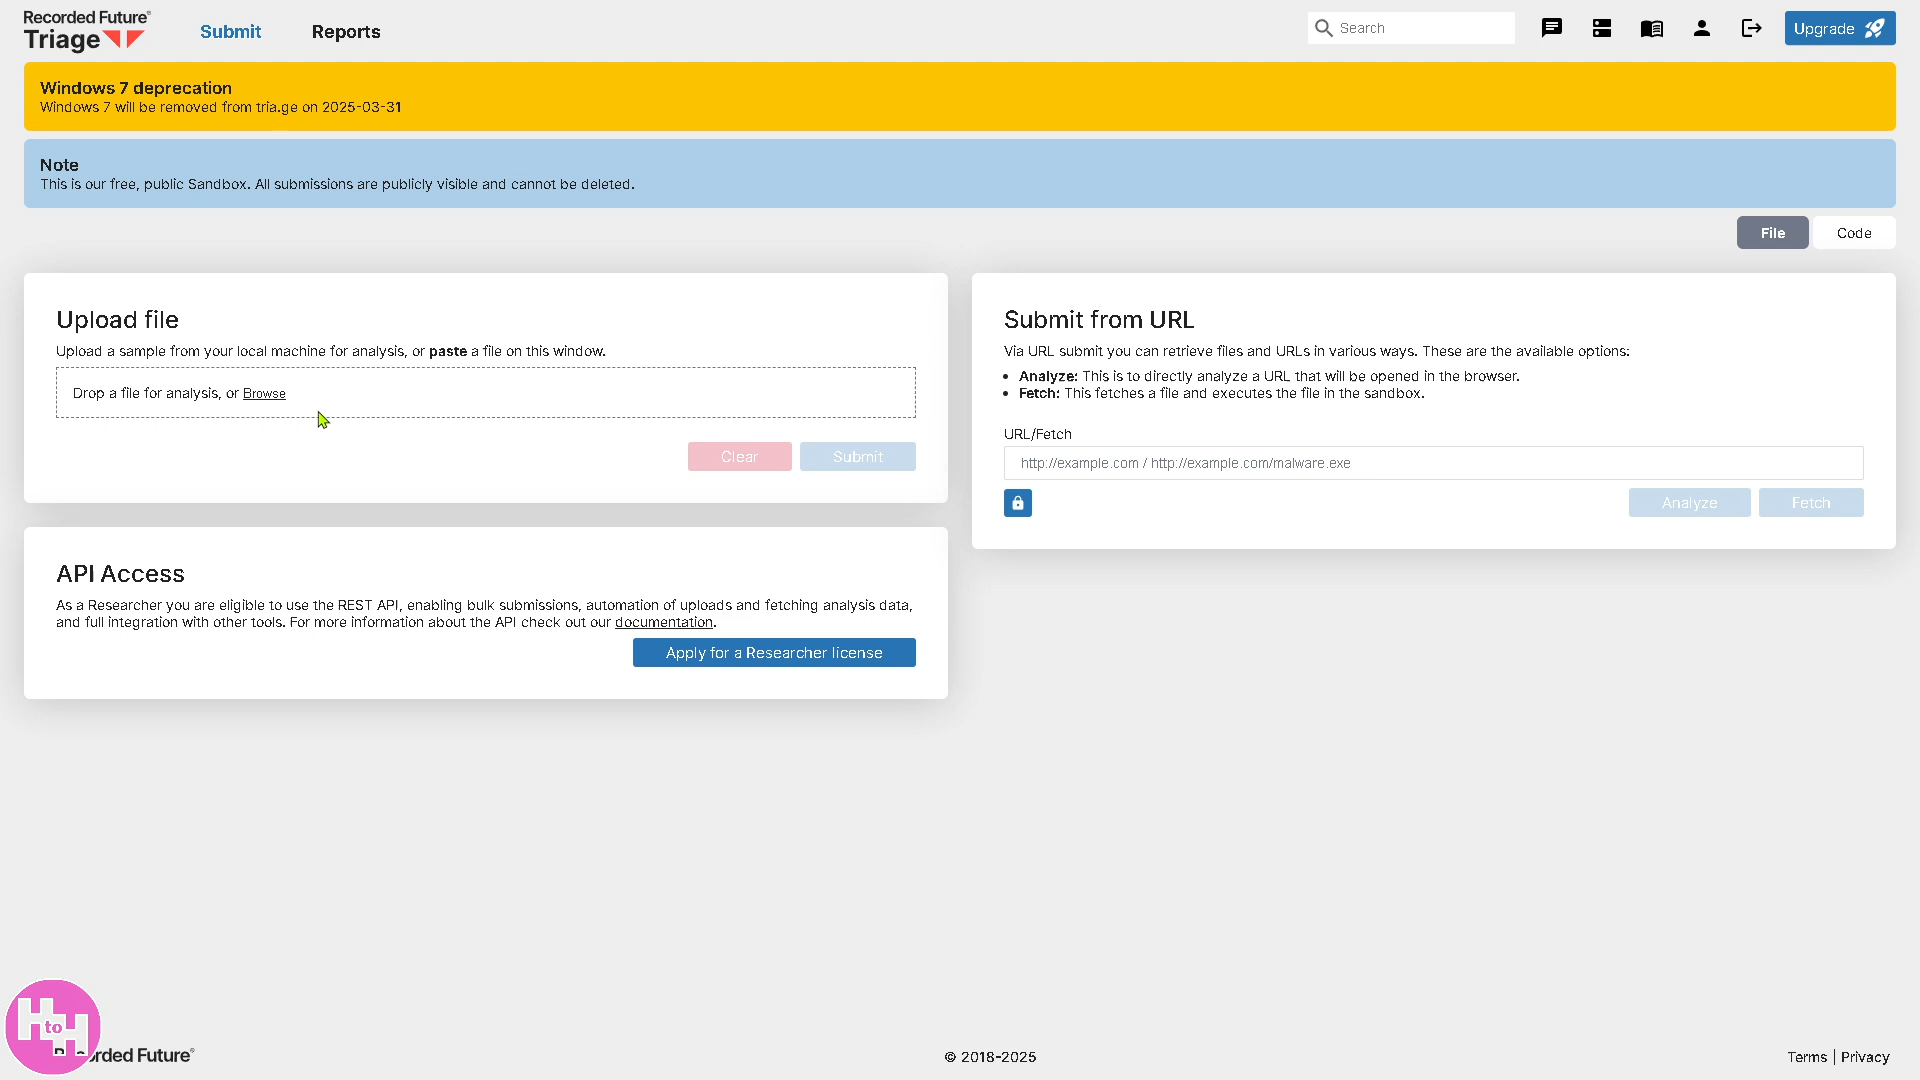 Recorded Future®
Triage
Submit
Reports
Search
Upgrade
Windows 7 deprecation
Windows 7 will be removed from tria.ge on 2025-03-31
Note
This is our free, public Sandbox. All submissions are publicly visible and cannot be deleted.
File
Code
Upload file
Upload a sample from your local machine for analysis, or paste a file on this window.
Drop a file for analysis, or Browse
Clear
Submit
API Access
As a Researcher you are eligible to use the REST API, enabling bulk submissions, automation of uploads and fetching analysis data,
and full integration with other tools. For more information about the API check out our documentation.
Apply for a Researcher license
Submit from URL
Via URL submit you can retrieve files and URLs in various ways. These are the available options:
• Analyze: This is to directly analyze a URL that will be opened in the browser.
• Fetch: This fetches a file and executes the file in the sandbox.
URL/Fetch
http://example.com / http://example.com/malware.exe
Analyze
Fetch
H to H
Recorded Future®
© 2018-2025
Terms | Privacy